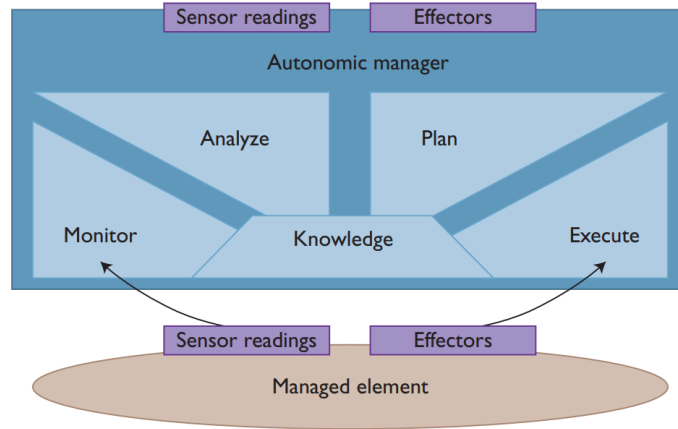 Sensor readings
Effectors
Autonomic manager
Analyze
Plan
Monitor
Knowledge
Execute
Sensor readings
Effectors
Managed element